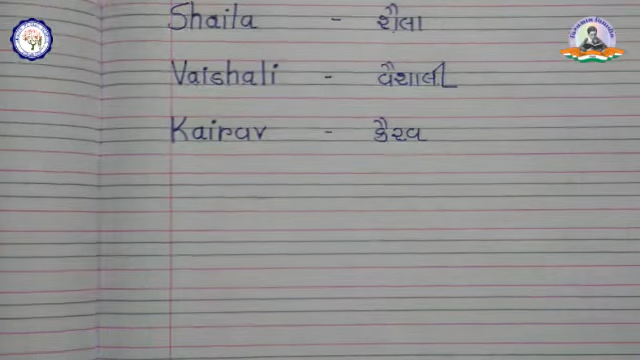 Shaila - શૈલા
Vaishali - વૈશાલી
Kairav - કૈરવ